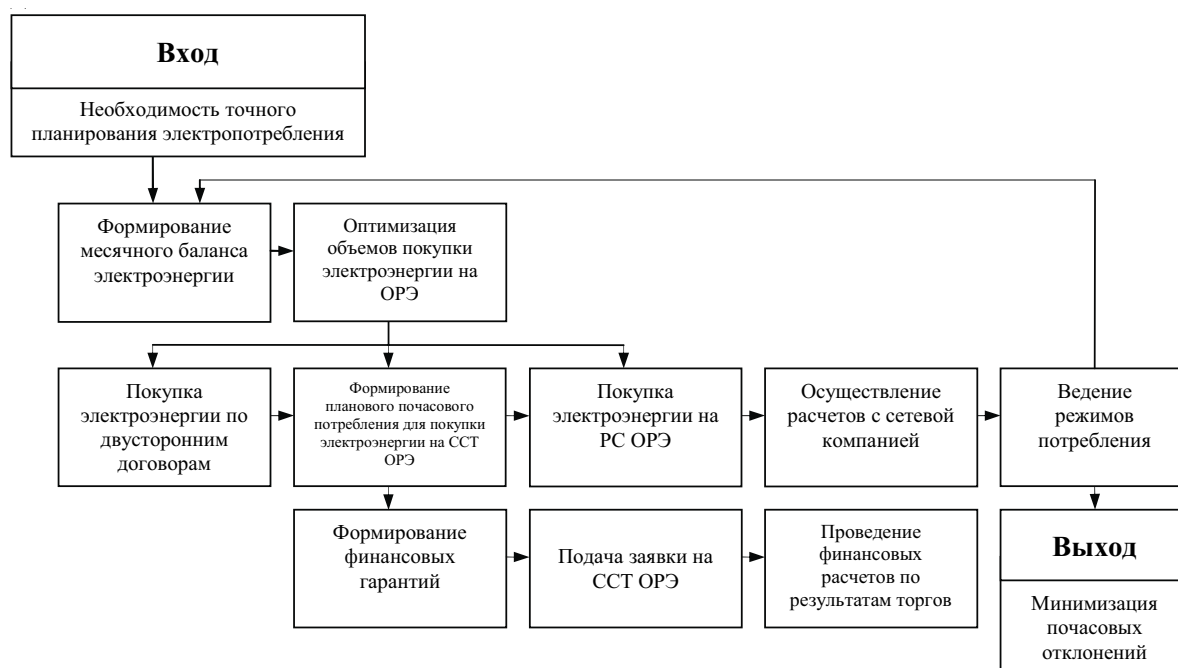 Вход
Необходимость точного
планирования электропотребления
Формирование
месячного баланса
электроэнергии
Оптимизация
объемов покупки
электроэнергии на
ОРЭ
Покупка
электроэнергии по
двусторонним
договорам
Формирование
планового почасового
потребления для покупки
электроэнергии на ССТ
ОРЭ
Покупка
электроэнергии на
РС ОРЭ
Осуществление
расчетов с сетевой
компанией
Ведение
режимов
потребления
Формирование
финансовых
гарантий
Подача заявки на
ССТ ОРЭ
Проведение
финансовых
расчетов по
результатам торгов
Выход
Минимизация
почасовых
отклонений